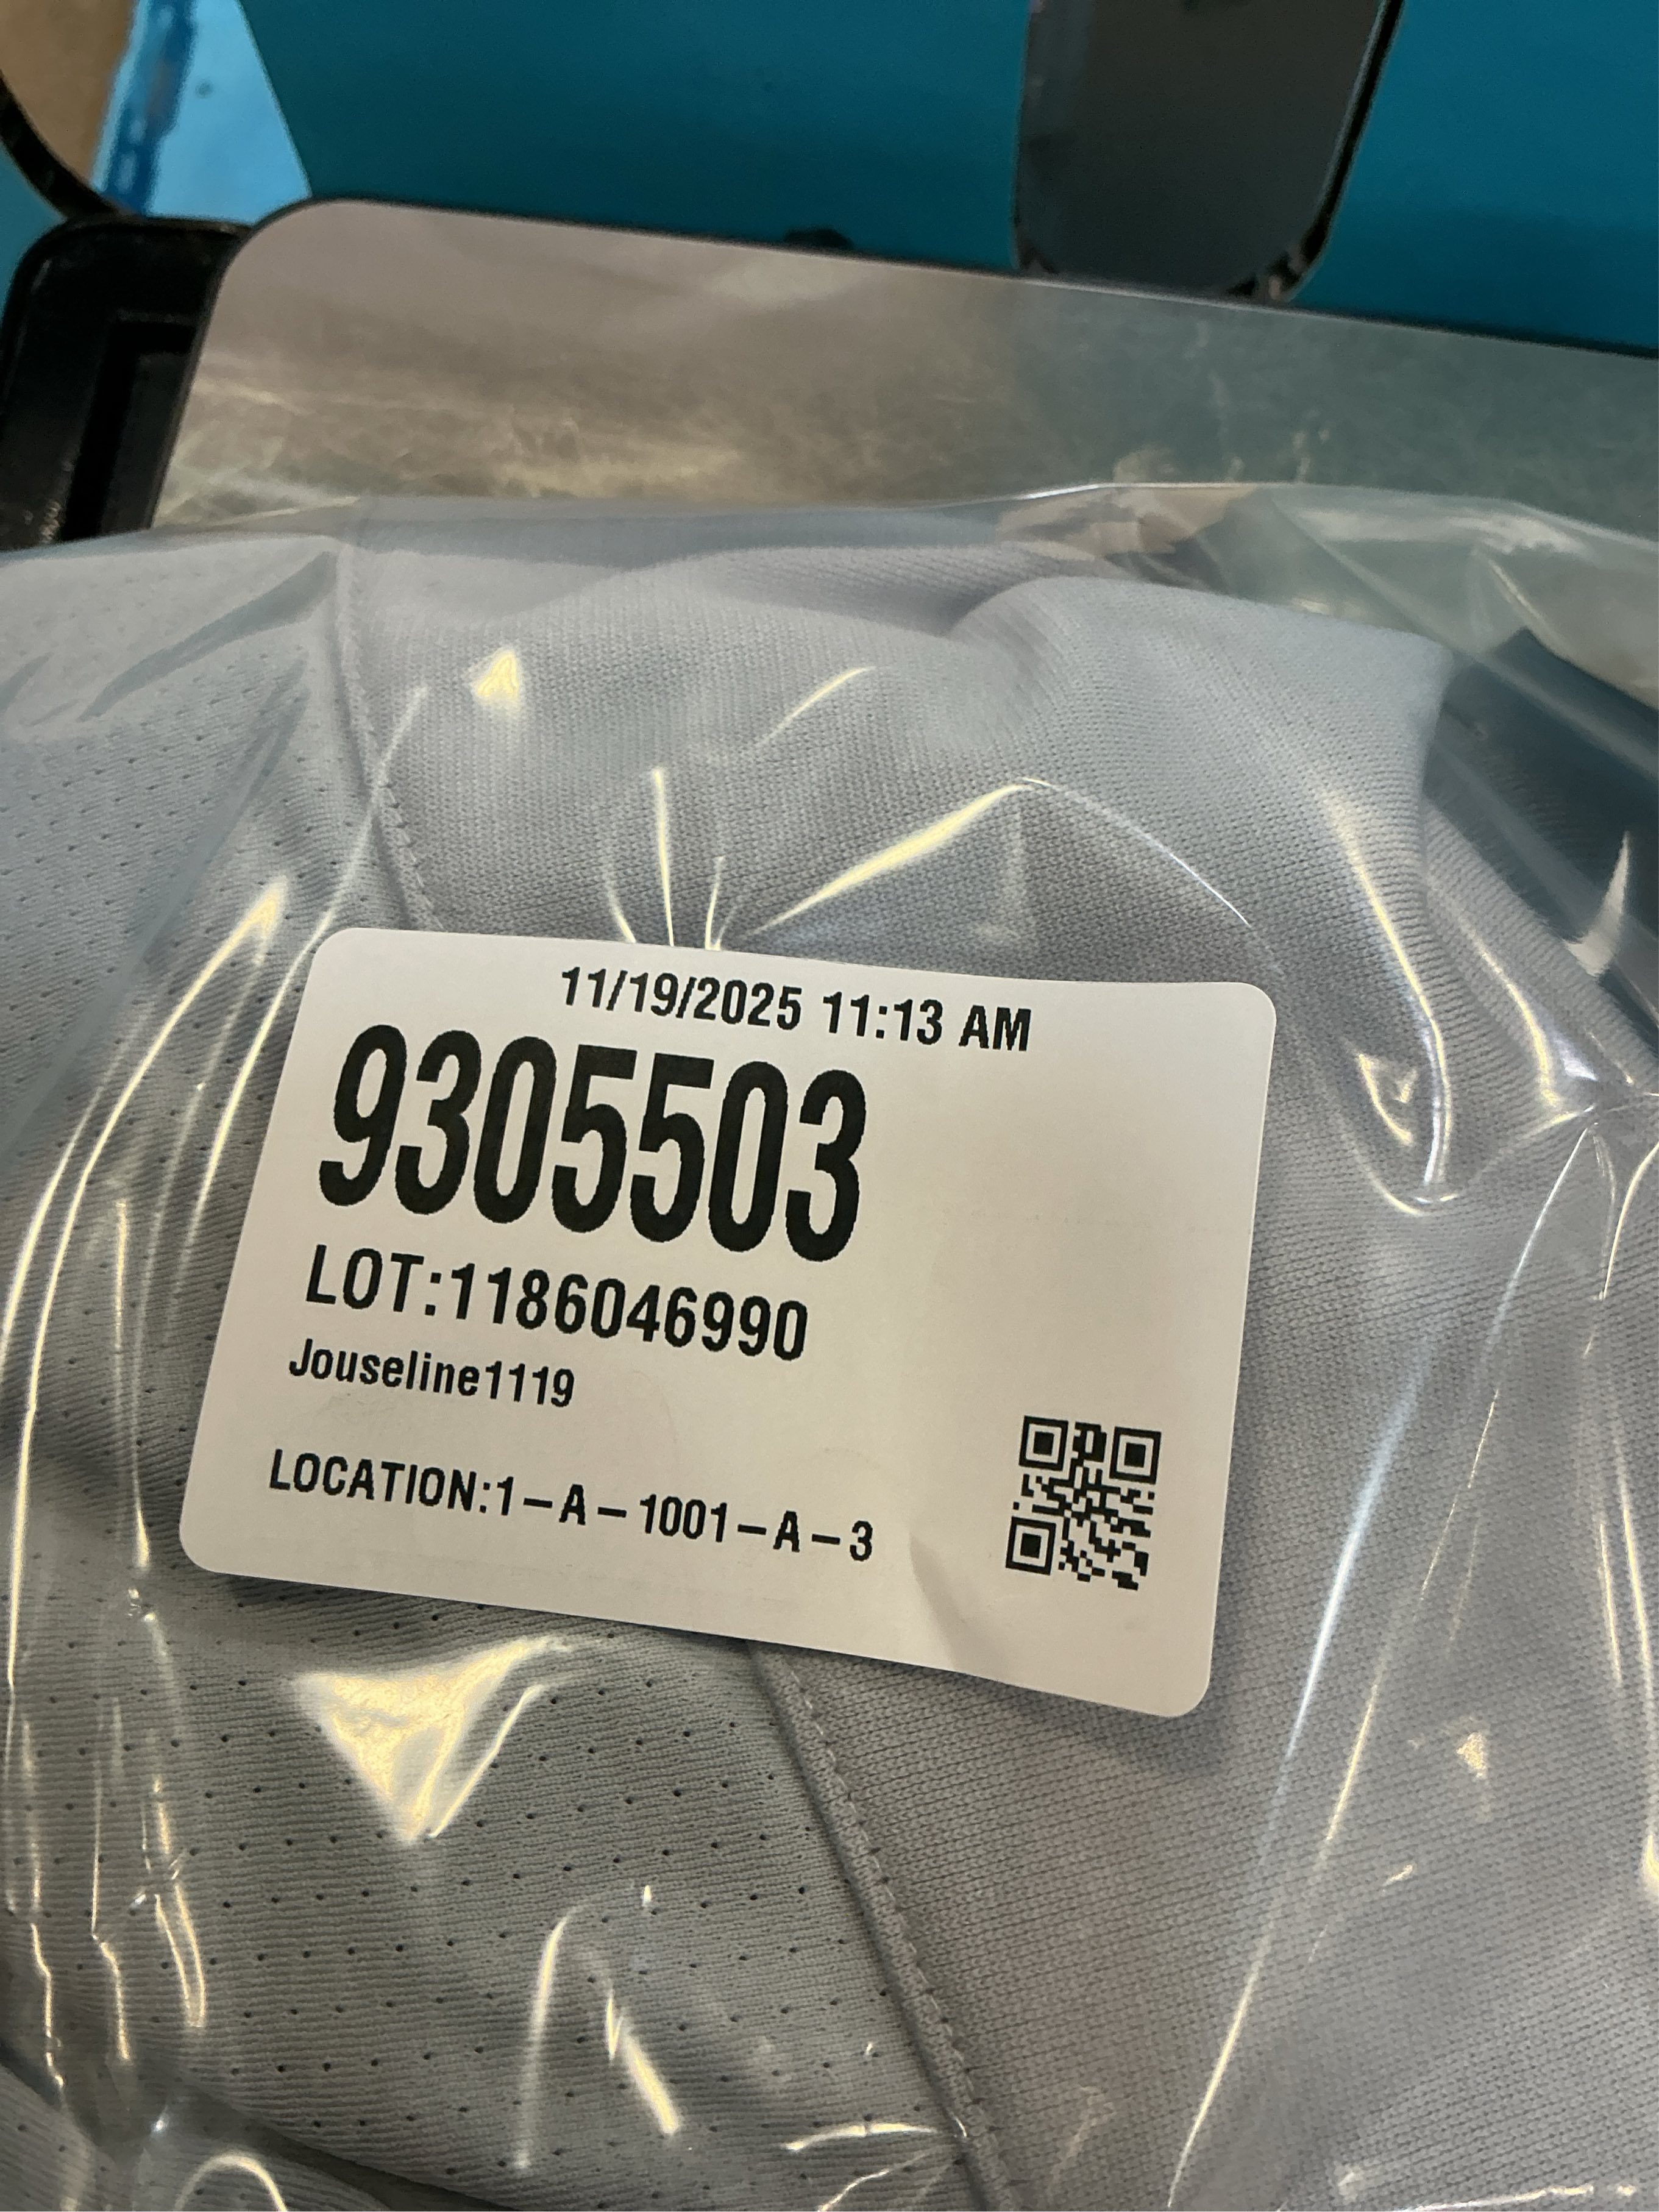 11/19/2025 11:13 AM
9305503
LOT:1186046990
Jouseline1119
LOCATION:1-A-1001-A-3